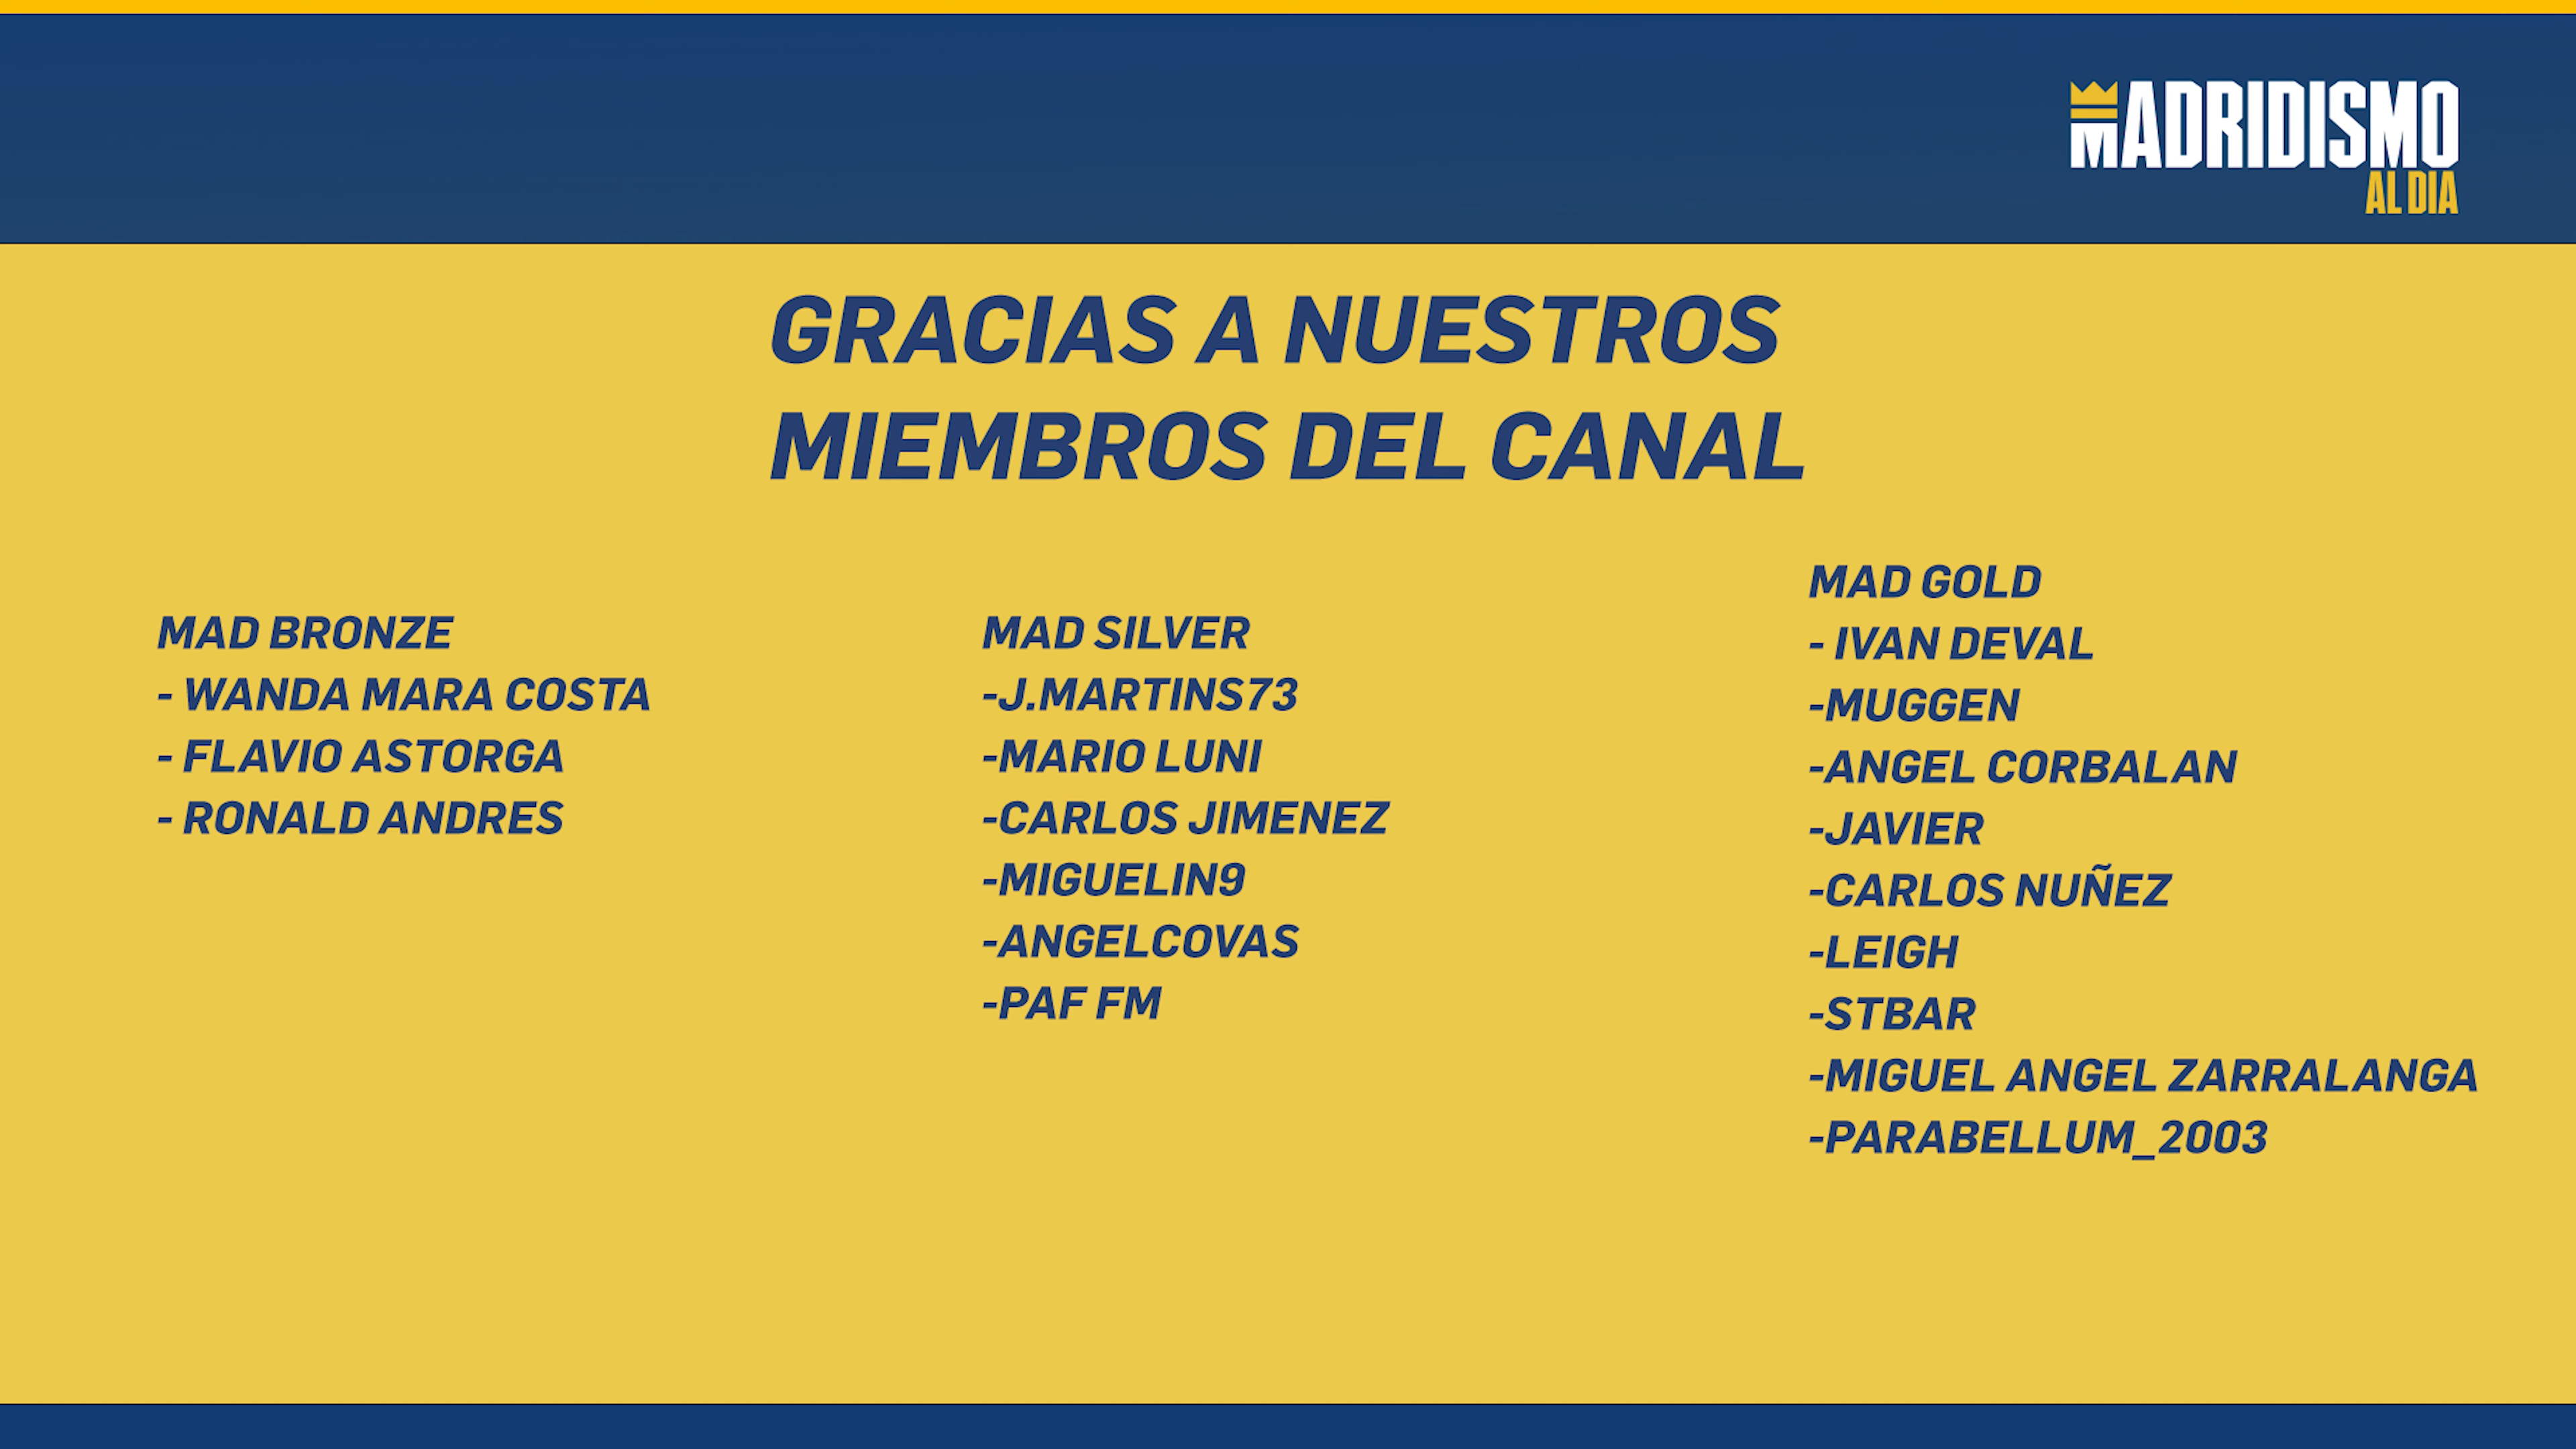 MADRIDISMO
AL DIA
GRACIAS A NUESTROS
MIEMBROS DEL CANAL
MAD BRONZE
- WANDA MARA COSTA
- FLAVIO ASTORGA
- RONALD ANDRES
MAD SILVER
-J.MARTINS73
-MARIO LUNI
-CARLOS JIMENEZ
-MIGUELIN9
-ANGELCOVAS
-PAF FM
MAD GOLD
- IVAN DEVAL
-MUGGEN
-ANGEL CORBALAN
-JAVIER
-CARLOS NUÑEZ
-LEIGH
-STBAR
-MIGUEL ANGEL ZARRALANGA
-PARABELLUM_2003